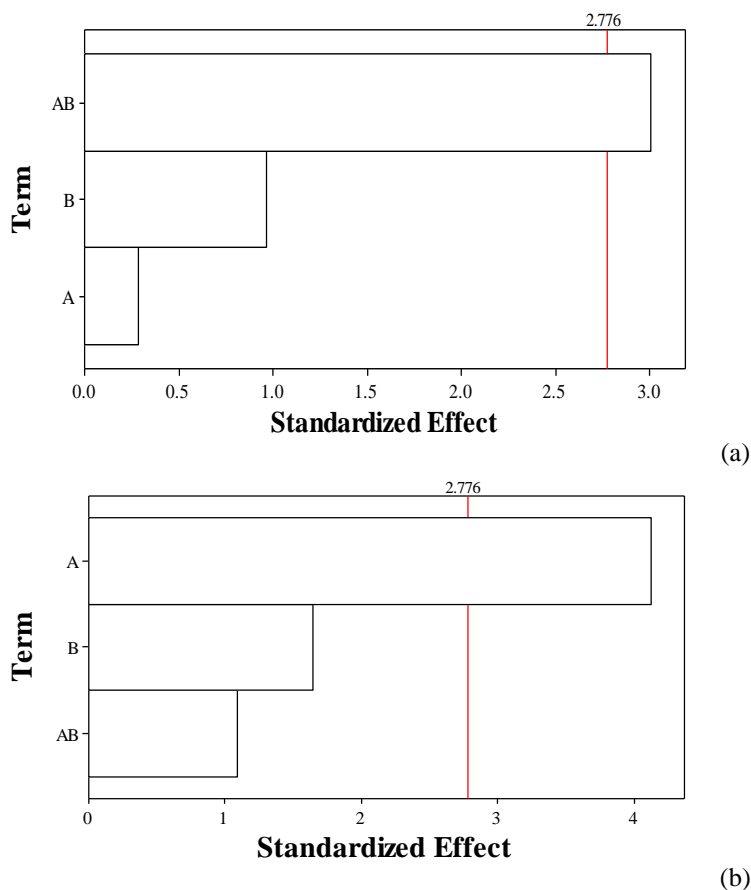 2.776
AB
B
A
Term
0.0 0.5 1.0 1.5 2.0 2.5 3.0
Standardized Effect
(a)
2.776
A
B
AB
Term
0 1 2 3 4
Standardized Effect
(b)